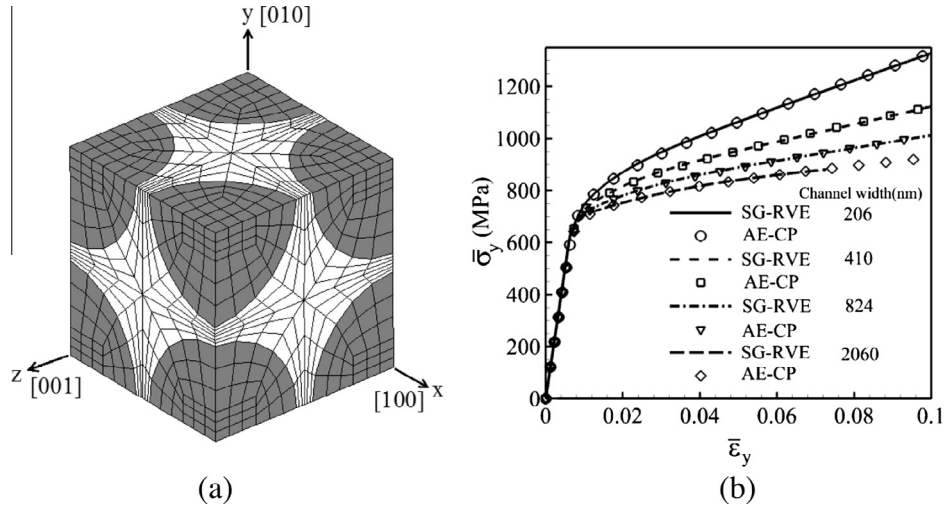 y [010]
z [001]
[100] x
(a)
σ̄y (MPa)
1200
1000
800
600
400
200
0
0 0.02 0.04 0.06 0.08 0.1
ε̄y
Channel width(nm)
SG-RVE 206
AE-CP
SG-RVE 410
AE-CP
SG-RVE 824
AE-CP
SG-RVE 2060
AE-CP
(b)